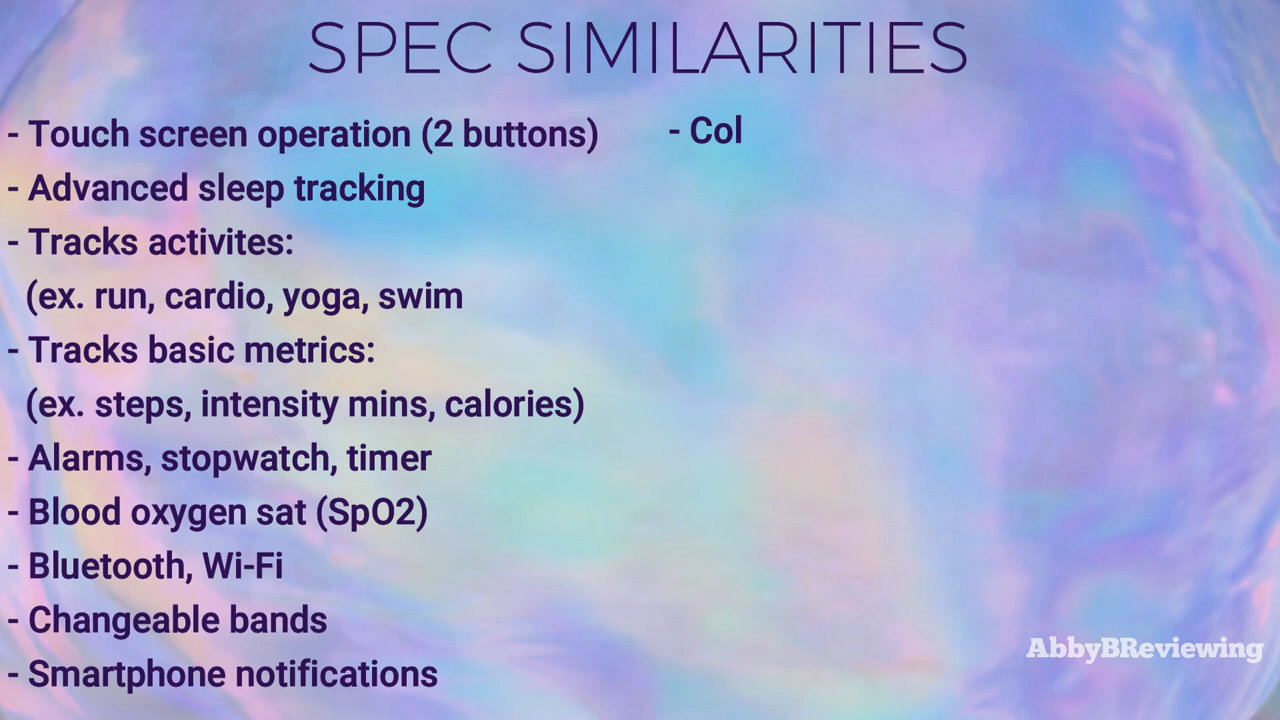 SPEC SIMILARITIES
- Touch screen operation (2 buttons)
- Advanced sleep tracking
- Tracks activites:
(ex. run, cardio, yoga, swim
- Tracks basic metrics:
(ex. steps, intensity mins, calories)
- Alarms, stopwatch, timer
- Blood oxygen sat (SpO2)
- Bluetooth, Wi-Fi
- Changeable bands
- Smartphone notifications
- Col
AbbyBReviewing